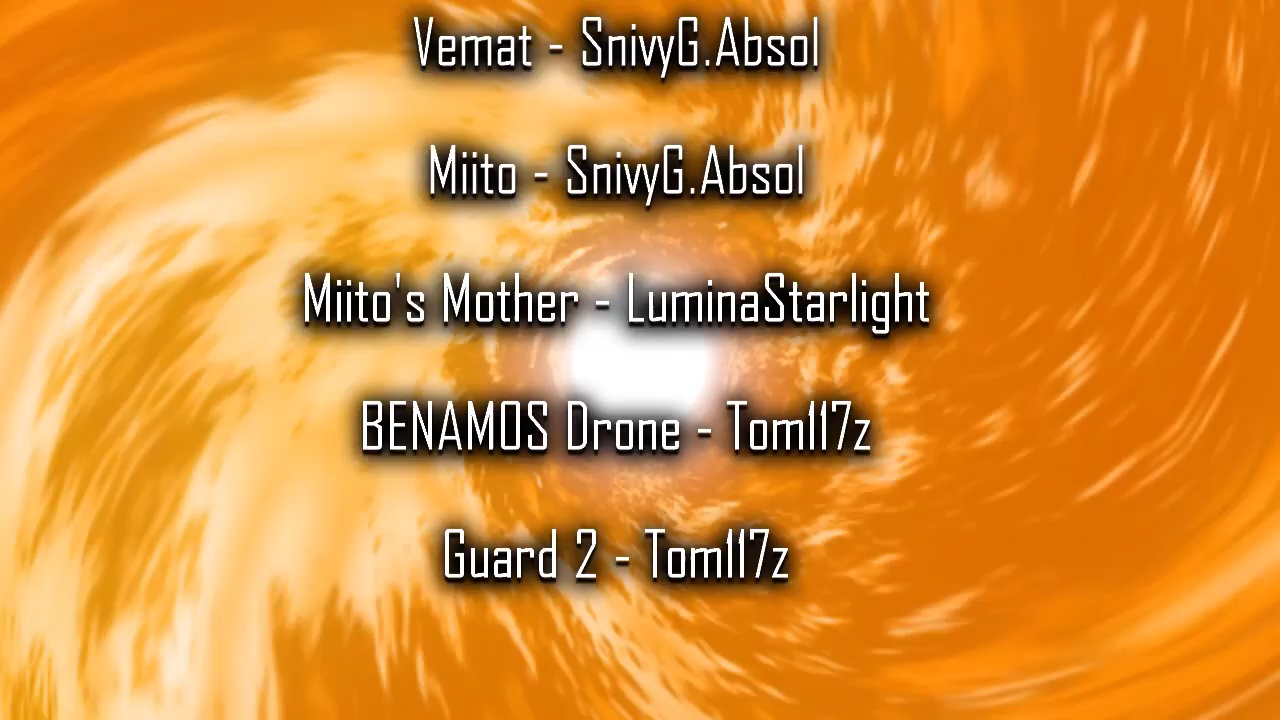 Vemat - SnivyG.Absol
Miito - SnivyG.Absol
Miito's Mother - LuminaStarlight
BENAMOS Drone - Tom117z
Guard 2 - Tom117z